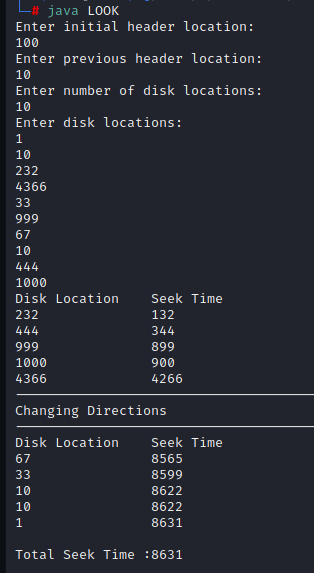 └─# java LOOK
Enter initial header location:
100
Enter previous header location:
10
Enter number of disk locations:
10
Enter disk locations:
1
10
232
4366
33
999
67
10
444
1000
Disk Location    Seek Time
232              132
444              344
999              899
1000             900
4366             4266
Changing Directions
Disk Location    Seek Time
67               8565
33               8599
10               8622
10               8622
1                8631
Total Seek Time :8631